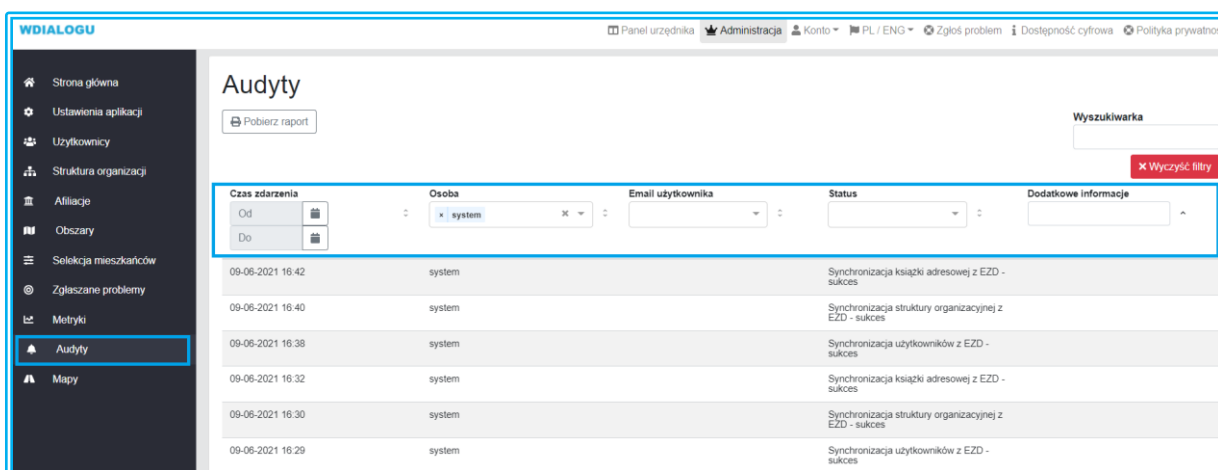 WDIALOGU
Panel urzędnika Administracja Konto PL / ENG Zgłoś problem Dostępność cyfrowa Polityka prywatnoś
Strona główna
Ustawienia aplikacji
Użytkownicy
Struktura organizacji
Afiliacje
Obszary
Selekcja mieszkańców
Zgłaszane problemy
Metryki
Audyty
Mapy
Audyty
Pobierz raport
Wyszukiwarka
× Wyczyść filtry
Czas zdarzenia Osoba Email użytkownika Status Dodatkowe informacje
Od × system ×
Do
09-06-2021 16:42 system Synchronizacja książki adresowej z EZD -
sukces
09-06-2021 16:40 system Synchronizacja struktury organizacyjnej z
EZD - sukces
09-06-2021 16:38 system Synchronizacja użytkowników z EZD -
sukces
09-06-2021 16:32 system Synchronizacja książki adresowej z EZD -
sukces
09-06-2021 16:30 system Synchronizacja struktury organizacyjnej z
EZD - sukces
09-06-2021 16:29 system Synchronizacja użytkowników z EZD -
sukces